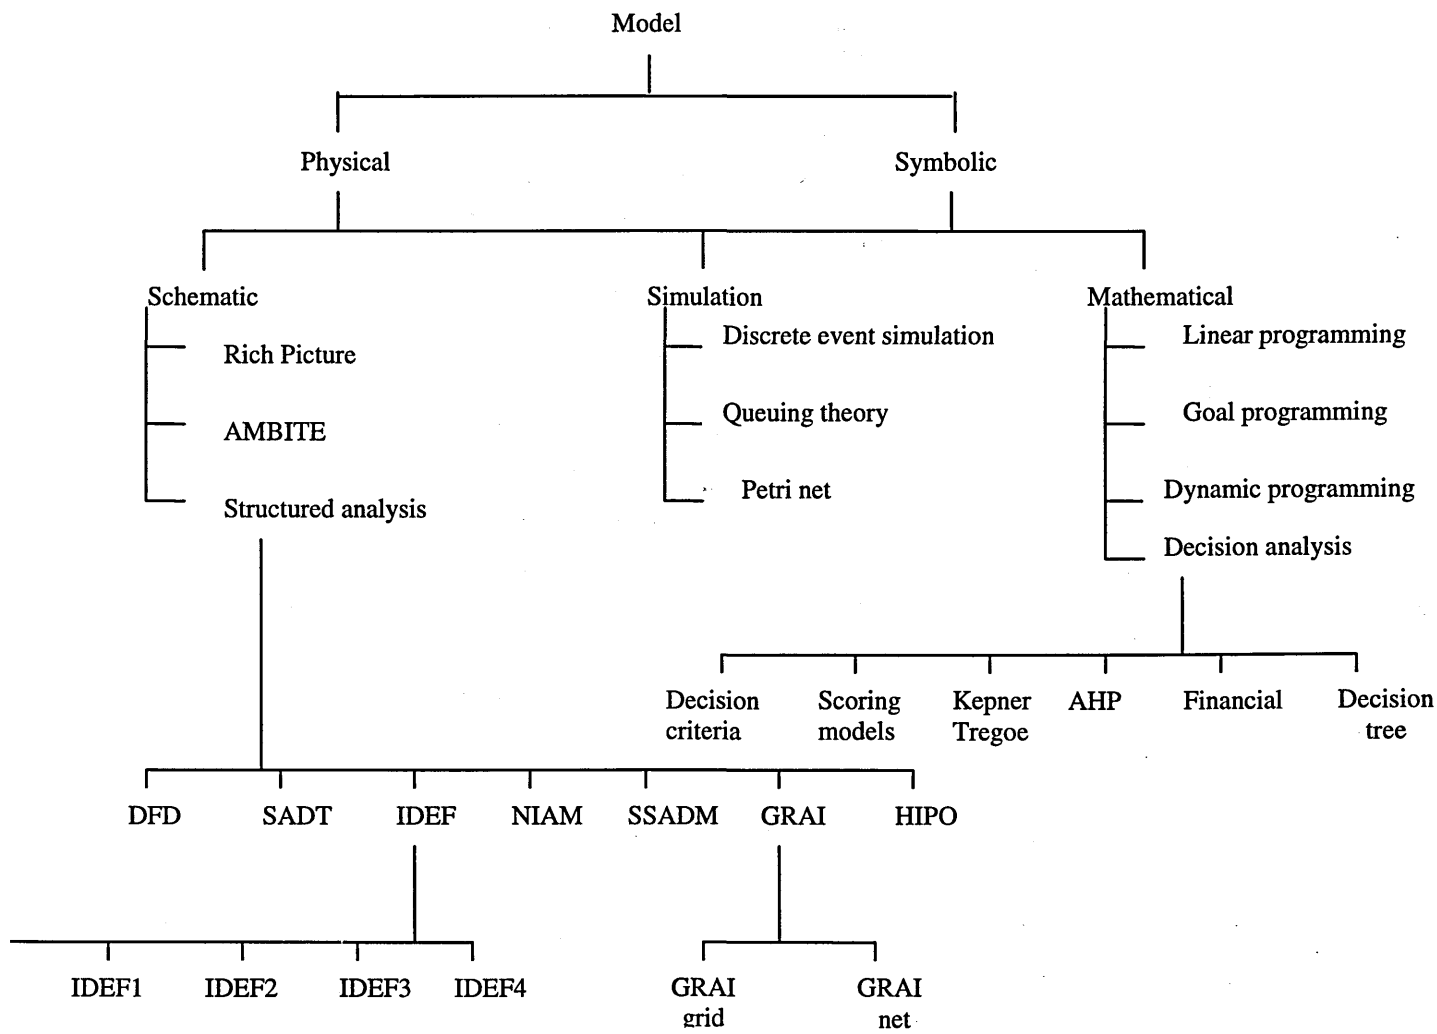 Model
Physical
Symbolic
Schematic
Simulation
Mathematical
Rich Picture
AMBITE
Structured analysis
Discrete event simulation
Queuing theory
Petri net
Linear programming
Goal programming
Dynamic programming
Decision analysis
Decision
criteria
Scoring
models
Kepner
Tregoe
AHP
Financial
Decision
tree
DFD
SADT
IDEF
NIAM
SSADM
GRAI
HIPO
IDEF1
IDEF2
IDEF3
IDEF4
GRAI
grid
GRAI
net